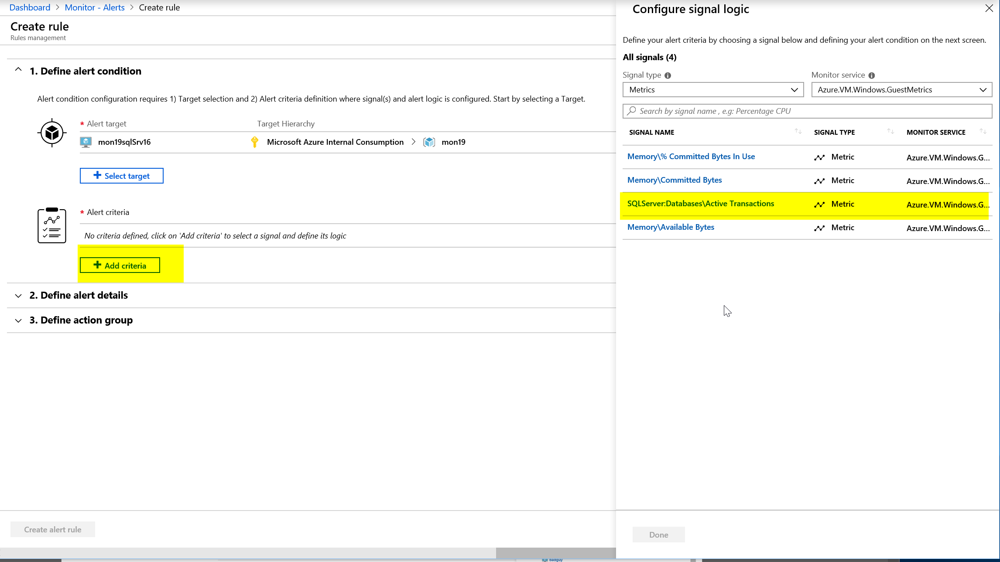 Dashboard > Monitor - Alerts > Create rule
Create rule
Rules management
1. Define alert condition
Alert condition configuration requires 1) Target selection and 2) Alert criteria definition where signal(s) and alert logic is configured. Start by selecting a Target.
* Alert target
Target Hierarchy
mon19sqlSrv16
Microsoft Azure Internal Consumption > mon19
+ Select target
* Alert criteria
No criteria defined, click on 'Add criteria' to select a signal and define its logic
+ Add criteria
2. Define alert details
3. Define action group
Create alert rule
Configure signal logic
Define your alert criteria by choosing a signal below and defining your alert condition on the next screen.
All signals (4)
Signal type
Monitor service
Metrics
Azure.VM.Windows.GuestMetrics
Search by signal name , e.g: Percentage CPU
SIGNAL NAME SIGNAL TYPE MONITOR SERVICE
Memory\% Committed Bytes In Use Metric Azure.VM.Windows.G...
Memory\Committed Bytes Metric Azure.VM.Windows.G...
SQLServer:Databases\Active Transactions Metric Azure.VM.Windows.G...
Memory\Available Bytes Metric Azure.VM.Windows.G...
Done
badguy